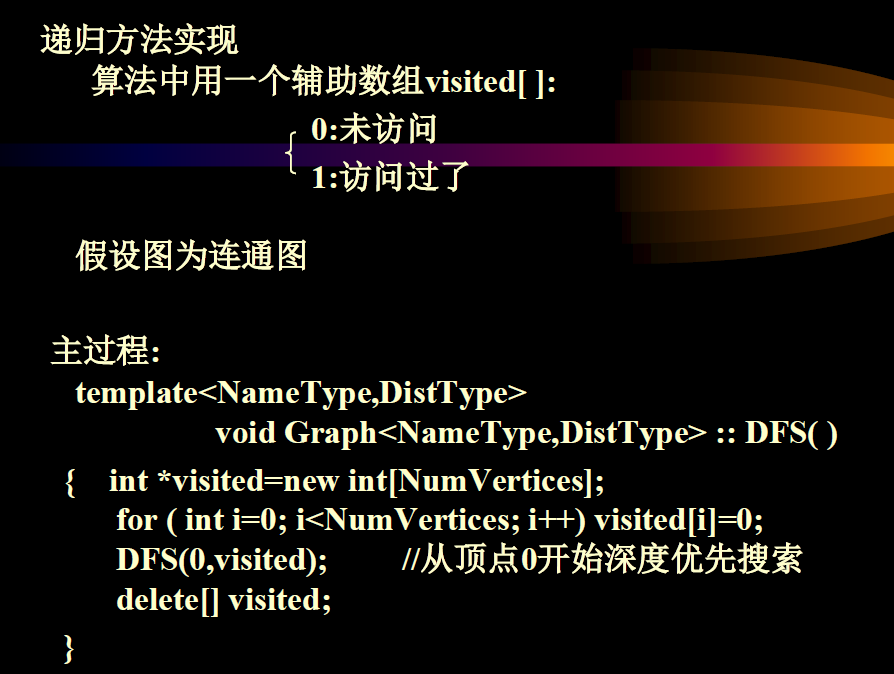 递归方法实现
算法中用一个辅助数组visited[ ]:
0:未访问
1:访问过了
假设图为连通图
主过程:
template<NameType,DistType>
void Graph<NameType,DistType> :: DFS( )
{ int *visited=new int[NumVertices];
for ( int i=0; i<NumVertices; i++) visited[i]=0;
DFS(0,visited); //从顶点0开始深度优先搜索
delete[] visited;
}